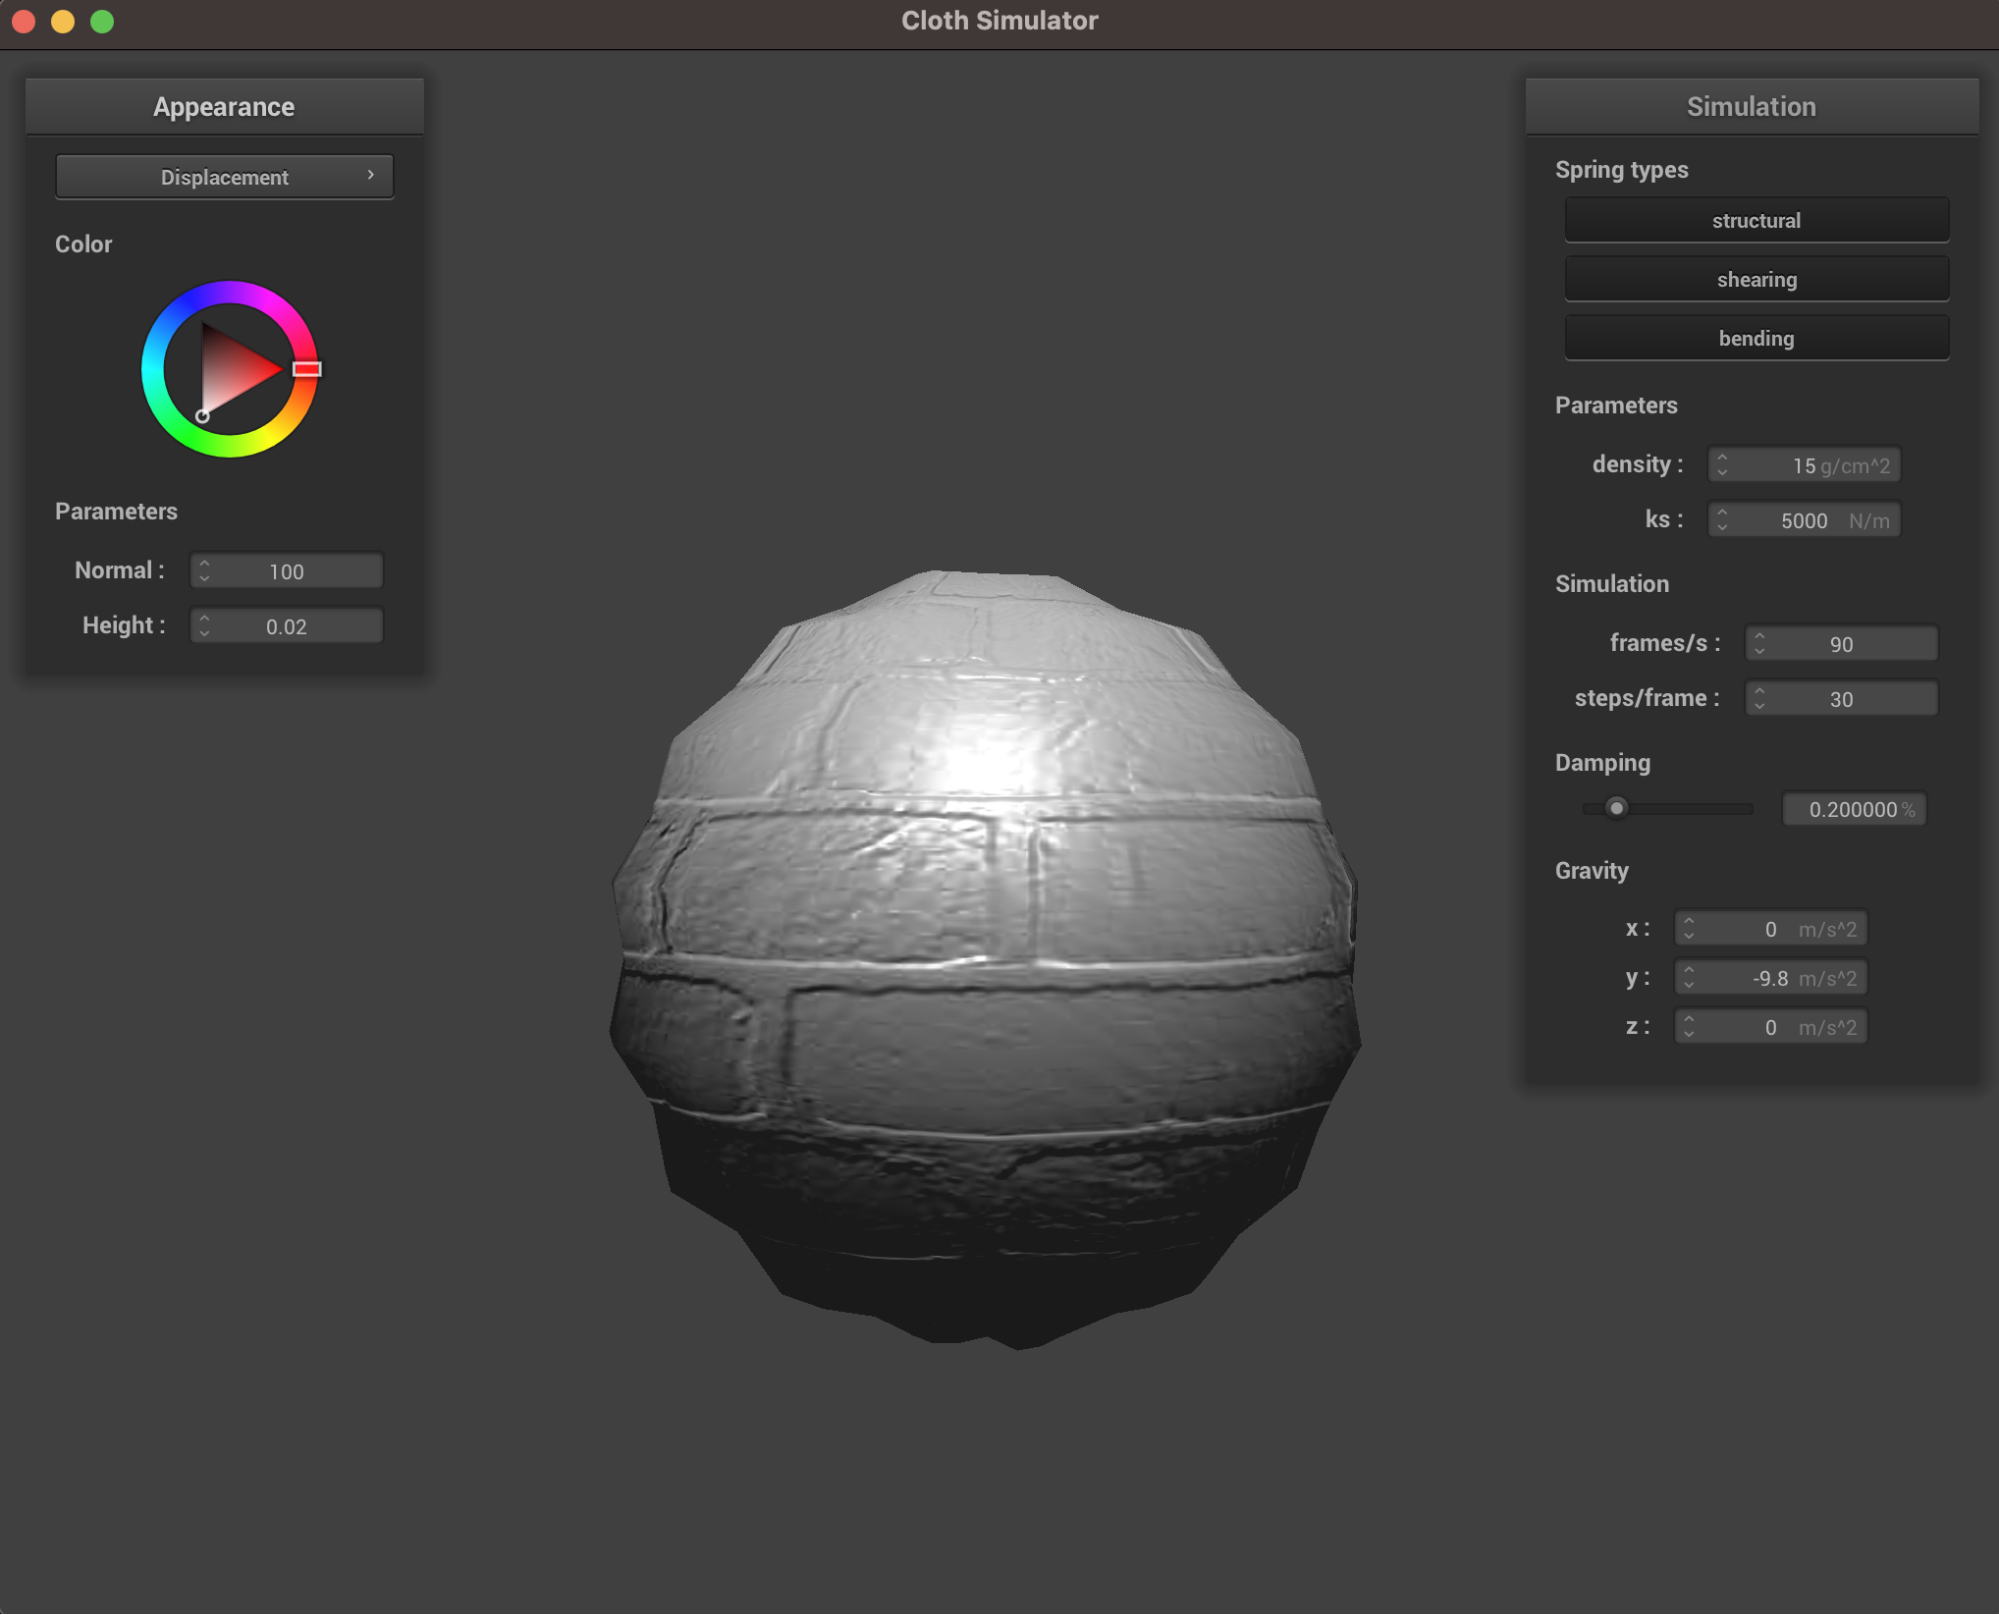 Cloth Simulator
Appearance
Displacement
Color
Parameters
Normal : 100
Height : 0.02
Simulation
Spring types
structural
shearing
bending
Parameters
density : 15 g/cm^2
ks : 5000 N/m
Simulation
frames/s : 90
steps/frame : 30
Damping
0.200000 %
Gravity
x : 0 m/s^2
y : -9.8 m/s^2
z : 0 m/s^2